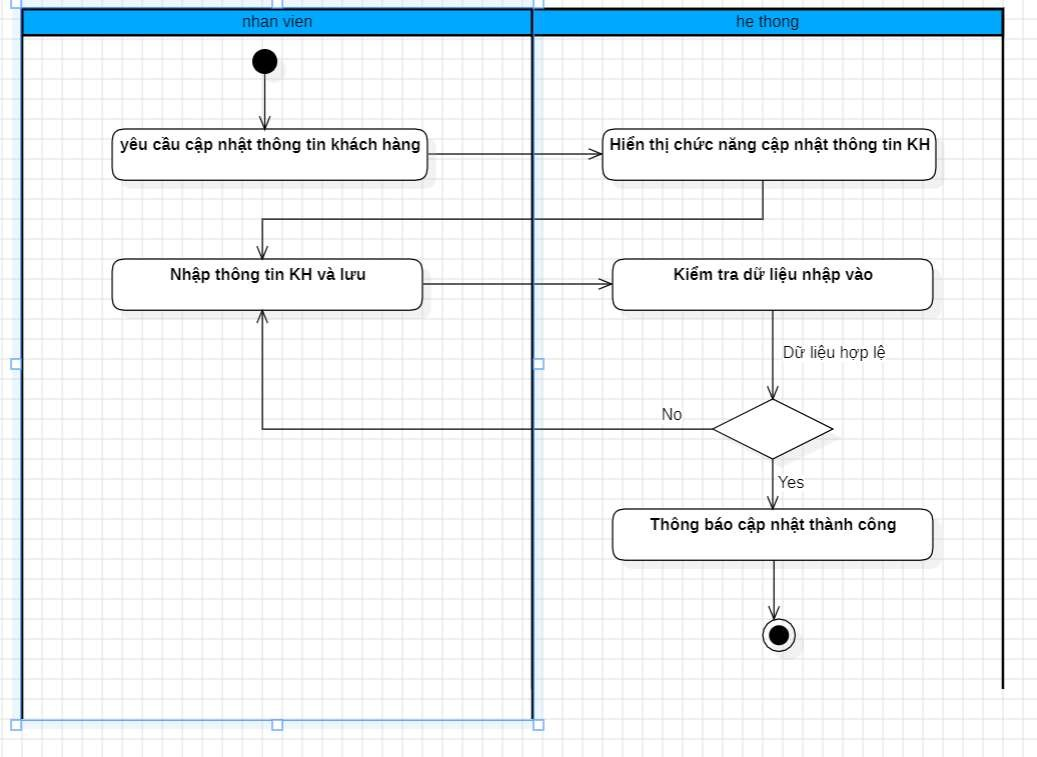 nhan vien
he thong
yêu cầu cập nhật thông tin khách hàng
Hiển thị chức năng cập nhật thông tin KH
Nhập thông tin KH và lưu
Kiểm tra dữ liệu nhập vào
Dữ liệu hợp lệ
No
Yes
Thông báo cập nhật thành công